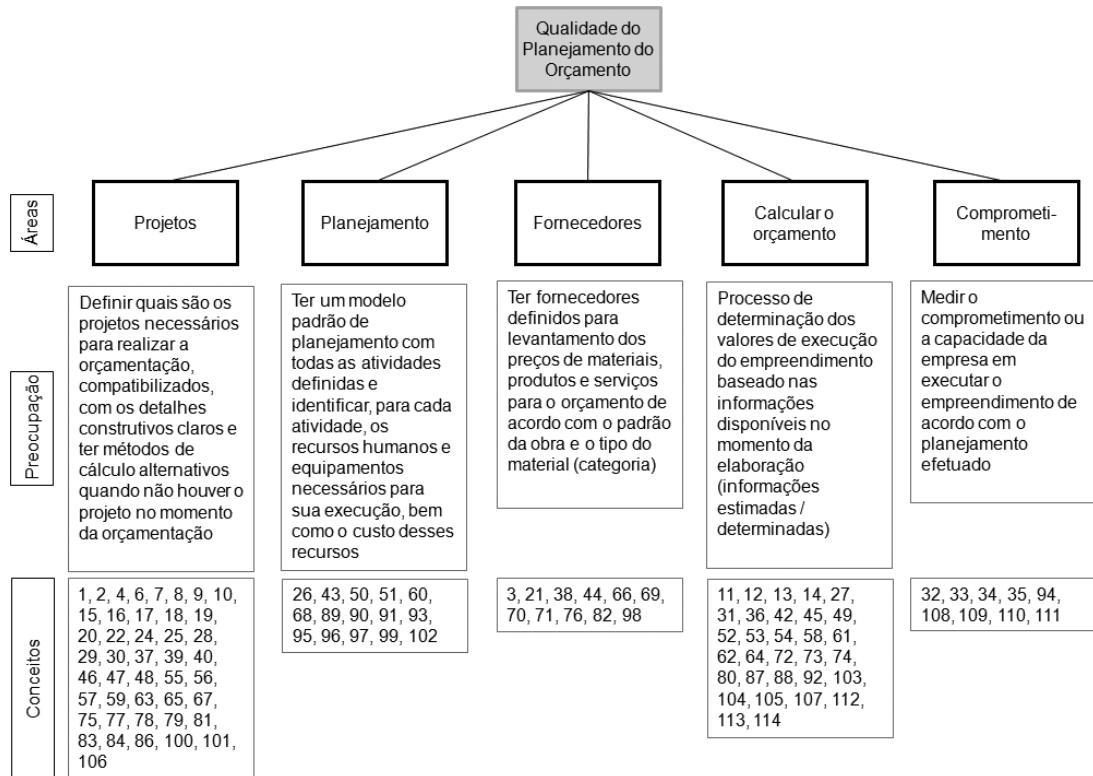 Qualidade do
Planejamento do
Orçamento
Áreas
Projetos
Planejamento
Fornecedores
Calcular o
orçamento
Comprometi-
mento
Preocupação
Definir quais são os
projetos necessários
para realizar a
orçamentação,
compatibilizados,
com os detalhes
construtivos claros e
ter métodos de
cálculo alternativos
quando não houver o
projeto no momento
da orçamentação
Ter um modelo
padrão de
planejamento com
todas as atividades
definidas e
identificar, para cada
atividade, os
recursos humanos e
equipamentos
necessários para
sua execução, bem
como o custo desses
recursos
Ter fornecedores
definidos para
levantamento dos
preços de materiais,
produtos e serviços
para o orçamento de
acordo com o padrão
da obra e o tipo do
material (categoria)
Processo de
determinação dos
valores de execução
do empreendimento
baseado nas
informações
disponíveis no
momento da
elaboração
(informações
estimadas /
determinadas)
Medir o
comprometimento ou
a capacidade da
empresa em
executar o
empreendimento de
acordo com o
planejamento
efetuado
Conceitos
1, 2, 4, 6, 7, 8, 9, 10,
15, 16, 17, 18, 19,
20, 22, 24, 25, 28,
29, 30, 37, 39, 40,
46, 47, 48, 55, 56,
57, 59, 63, 65, 67,
75, 77, 78, 79, 81,
83, 84, 86, 100, 101,
106
26, 43, 50, 51, 60,
68, 89, 90, 91, 93,
95, 96, 97, 99, 102
3, 21, 38, 44, 66, 69,
70, 71, 76, 82, 98
11, 12, 13, 14, 27,
31, 36, 42, 45, 49,
52, 53, 54, 58, 61,
62, 64, 72, 73, 74,
80, 87, 88, 92, 103,
104, 105, 107, 112,
113, 114
32, 33, 34, 35, 94,
108, 109, 110, 111